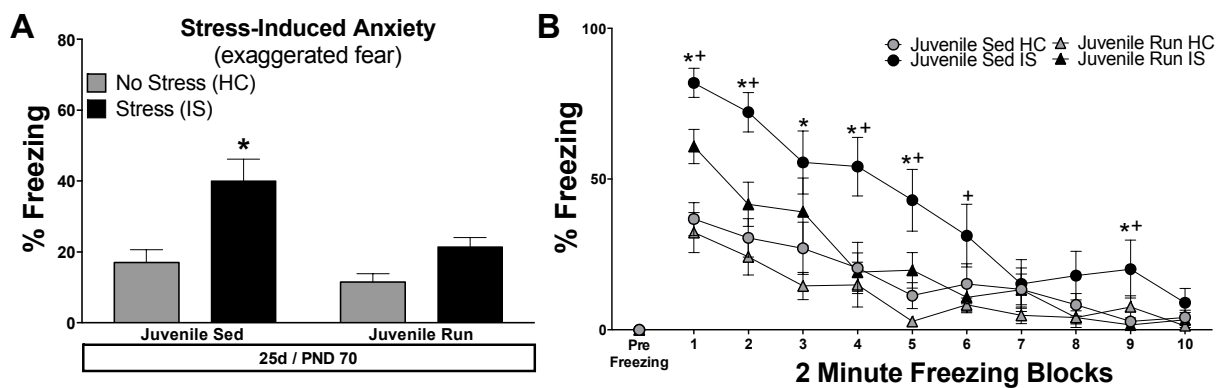 A
Stress-Induced Anxiety
(exaggerated fear)
% Freezing
80
60
40
20
0
No Stress (HC)
Stress (IS)
*
Juvenile Sed
Juvenile Run
25d / PND 70
B
% Freezing
100
50
0
Juvenile Sed HC
Juvenile Run HC
Juvenile Sed IS
Juvenile Run IS
*+
*+
*
*+
*+
+
*+
Pre
Freezing
1 2 3 4 5 6 7 8 9 10
2 Minute Freezing Blocks